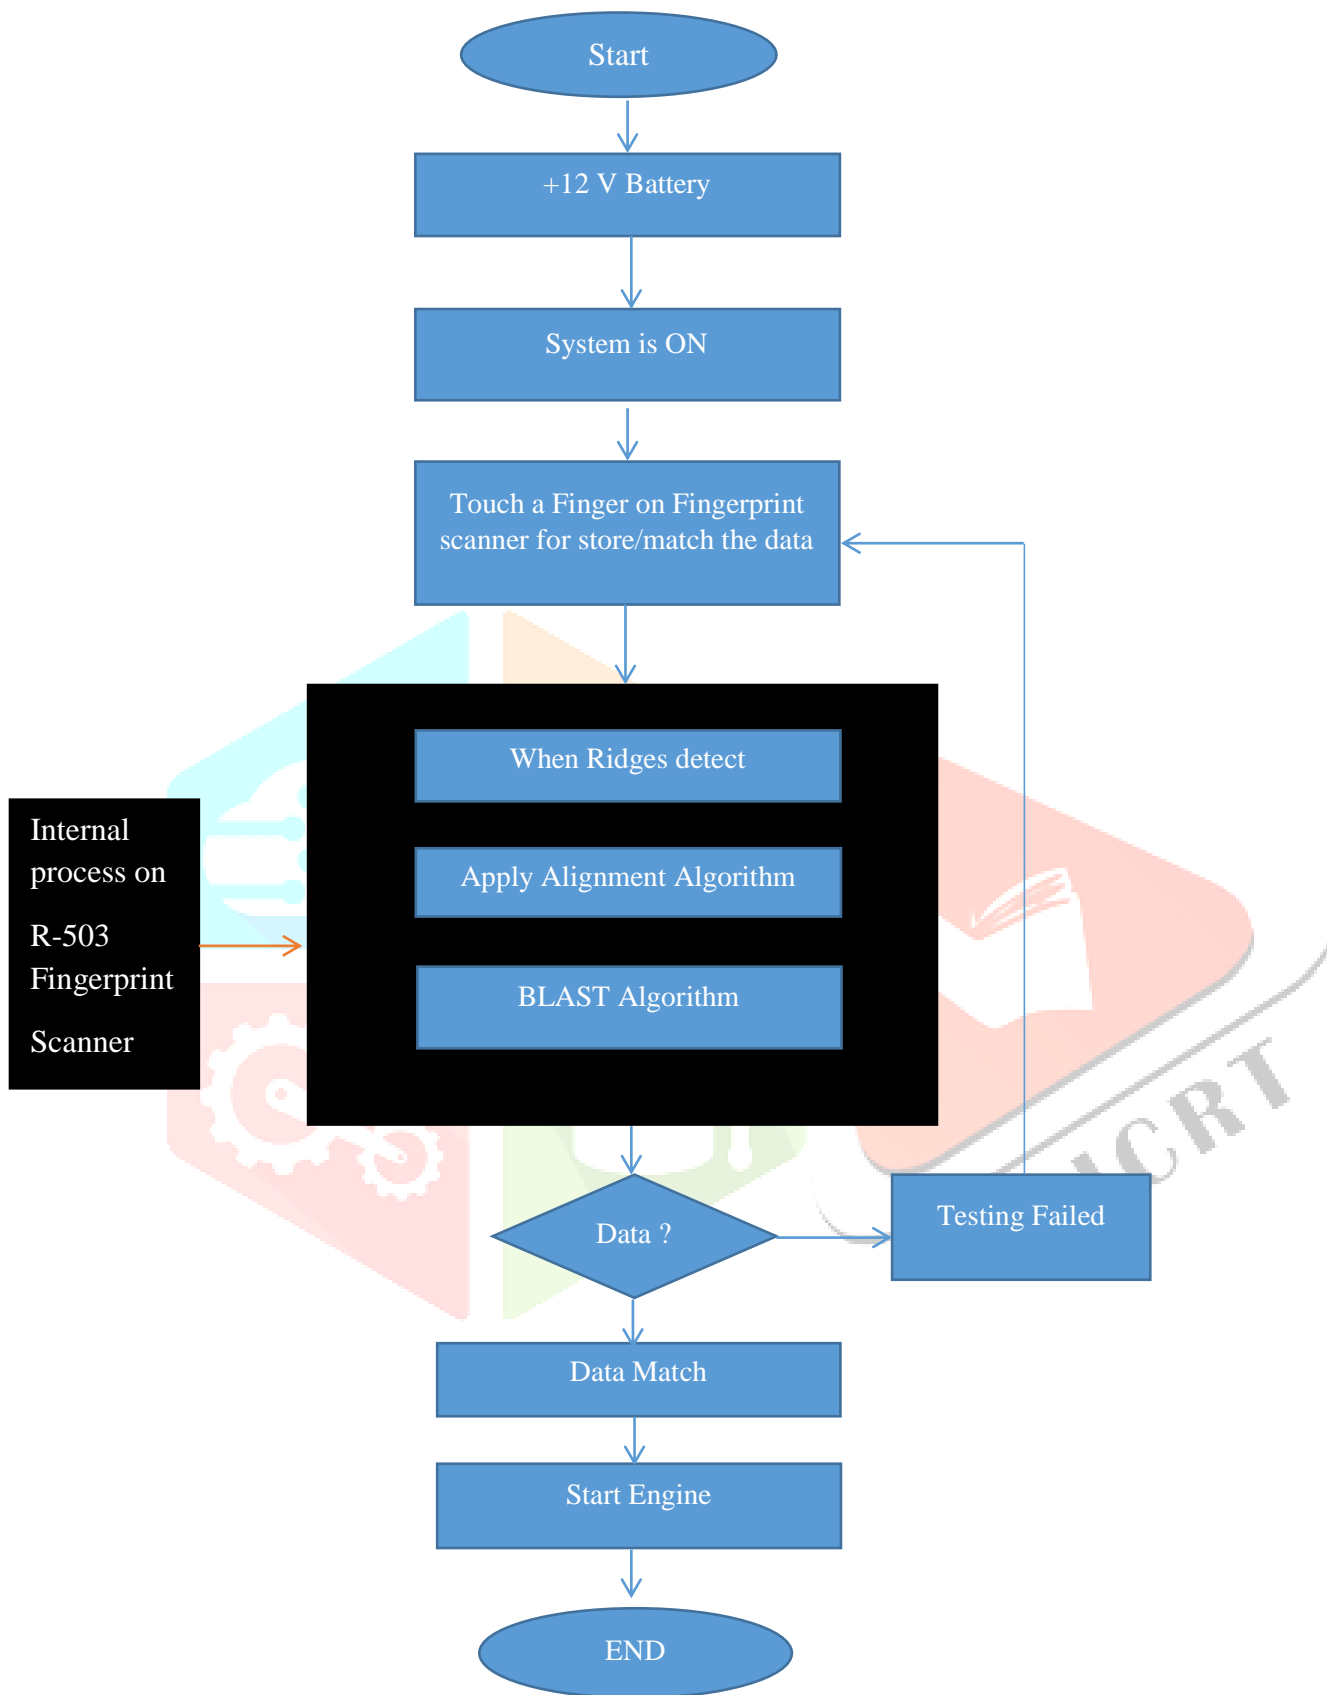 Start
+12 V Battery
System is ON
Touch a Finger on Fingerprint
scanner for store/match the data
When Ridges detect
Apply Alignment Algorithm
BLAST Algorithm
Internal
process on
R-503
Fingerprint
Scanner
Data ?
Testing Failed
Data Match
Start Engine
END